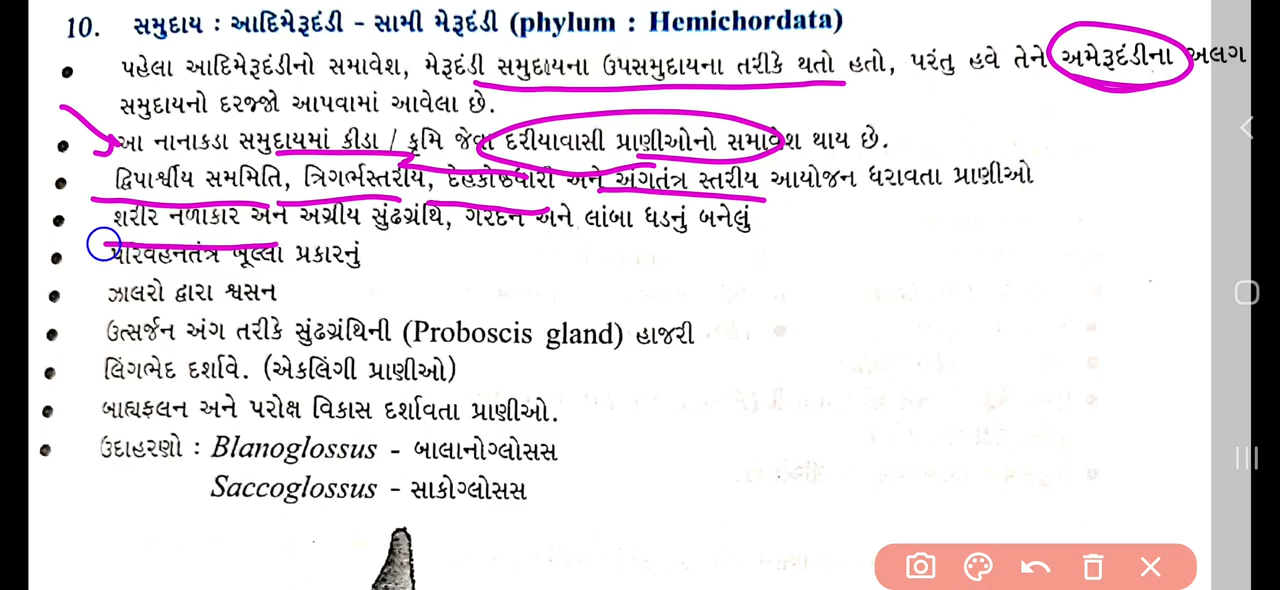 10. સમુદાય : આદિમેરૂદંડી - સામી મેરૂદંડી (phylum : Hemichordata)
• પહેલા આદિમેરૂદંડીનો સમાવેશ, મેરૂદંડી સમુદાયના ઉપસમુદાયના તરીકે થતો હતો, પરંતુ હવે તેને અમેરૂદંડીના અલગ
સમુદાયનો દરજ્જો આપવામાં આવેલા છે.
• આ નાનાકડા સમુદાયમાં કીડા / કૃમિ જેવા દરીયાવાસી પ્રાણીઓનો સમાવેશ થાય છે.
• દ્વિપાર્શ્વીય સમમિતિ, ત્રિગર્ભસ્તરીય, દેહકોષ્ઠધારી અને અંગતંત્ર સ્તરીય આયોજન ધરાવતા પ્રાણીઓ
• શરીર નળાકાર અને અગ્રીય સુંઢગ્રંથિ, ગરદન અને લાંબા ધડનું બનેલું
• પરિવહનતંત્ર ખૂલ્લા પ્રકારનું
• ઝાલરો દ્વારા શ્વસન
• ઉત્સર્જન અંગ તરીકે સુંઢગ્રંથિની (Proboscis gland) હાજરી
• લિંગભેદ દર્શાવે. (એકલિંગી પ્રાણીઓ)
• બાહ્યફલન અને પરોક્ષ વિકાસ દર્શાવતા પ્રાણીઓ.
• ઉદાહરણો : Blanoglossus - બાલાનોગ્લોસસ
Saccoglossus - સાકોગ્લોસસ